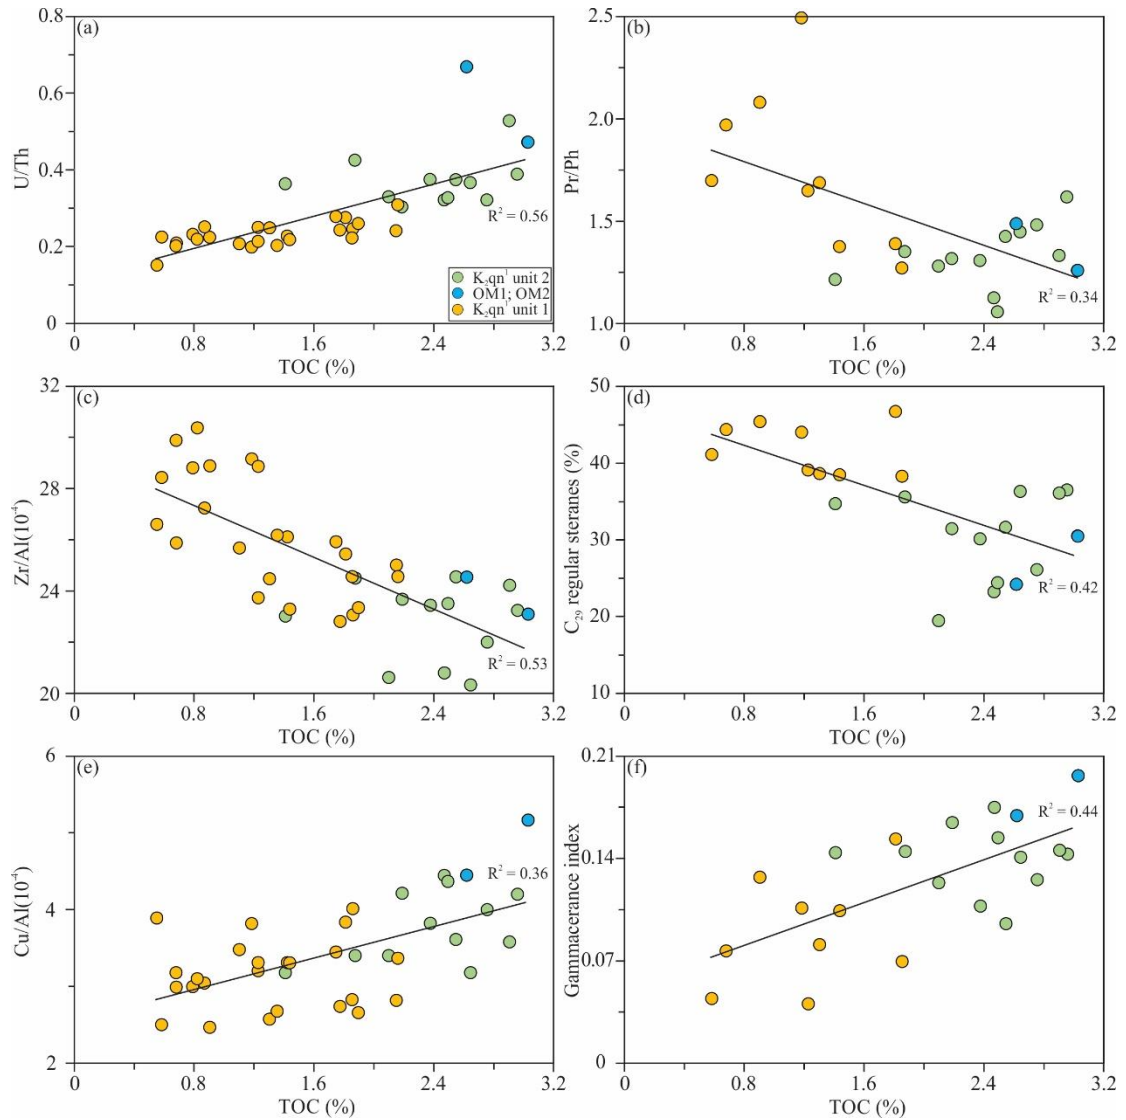 (a)
0.8
0.6
0.4
0.2
0
U/Th
R² = 0.56
K₂qn¹ unit 2
OM1; OM2
K₂qn¹ unit 1
0 0.8 1.6 2.4 3.2
TOC (%)
(b)
2.5
2.0
1.5
1.0
Pr/Ph
R² = 0.34
0 0.8 1.6 2.4 3.2
TOC (%)
(c)
32
28
24
20
Zr/Al(10⁻⁴)
R² = 0.53
0 0.8 1.6 2.4 3.2
TOC (%)
(d)
50
40
30
20
10
C₂₉ regular steranes (%)
R² = 0.42
0 0.8 1.6 2.4 3.2
TOC (%)
(e)
6
4
2
Cu/Al(10⁻⁴)
R² = 0.36
0 0.8 1.6 2.4 3.2
TOC (%)
(f)
0.21
0.14
0.07
0
Gammacerance index
R² = 0.44
0 0.8 1.6 2.4 3.2
TOC (%)